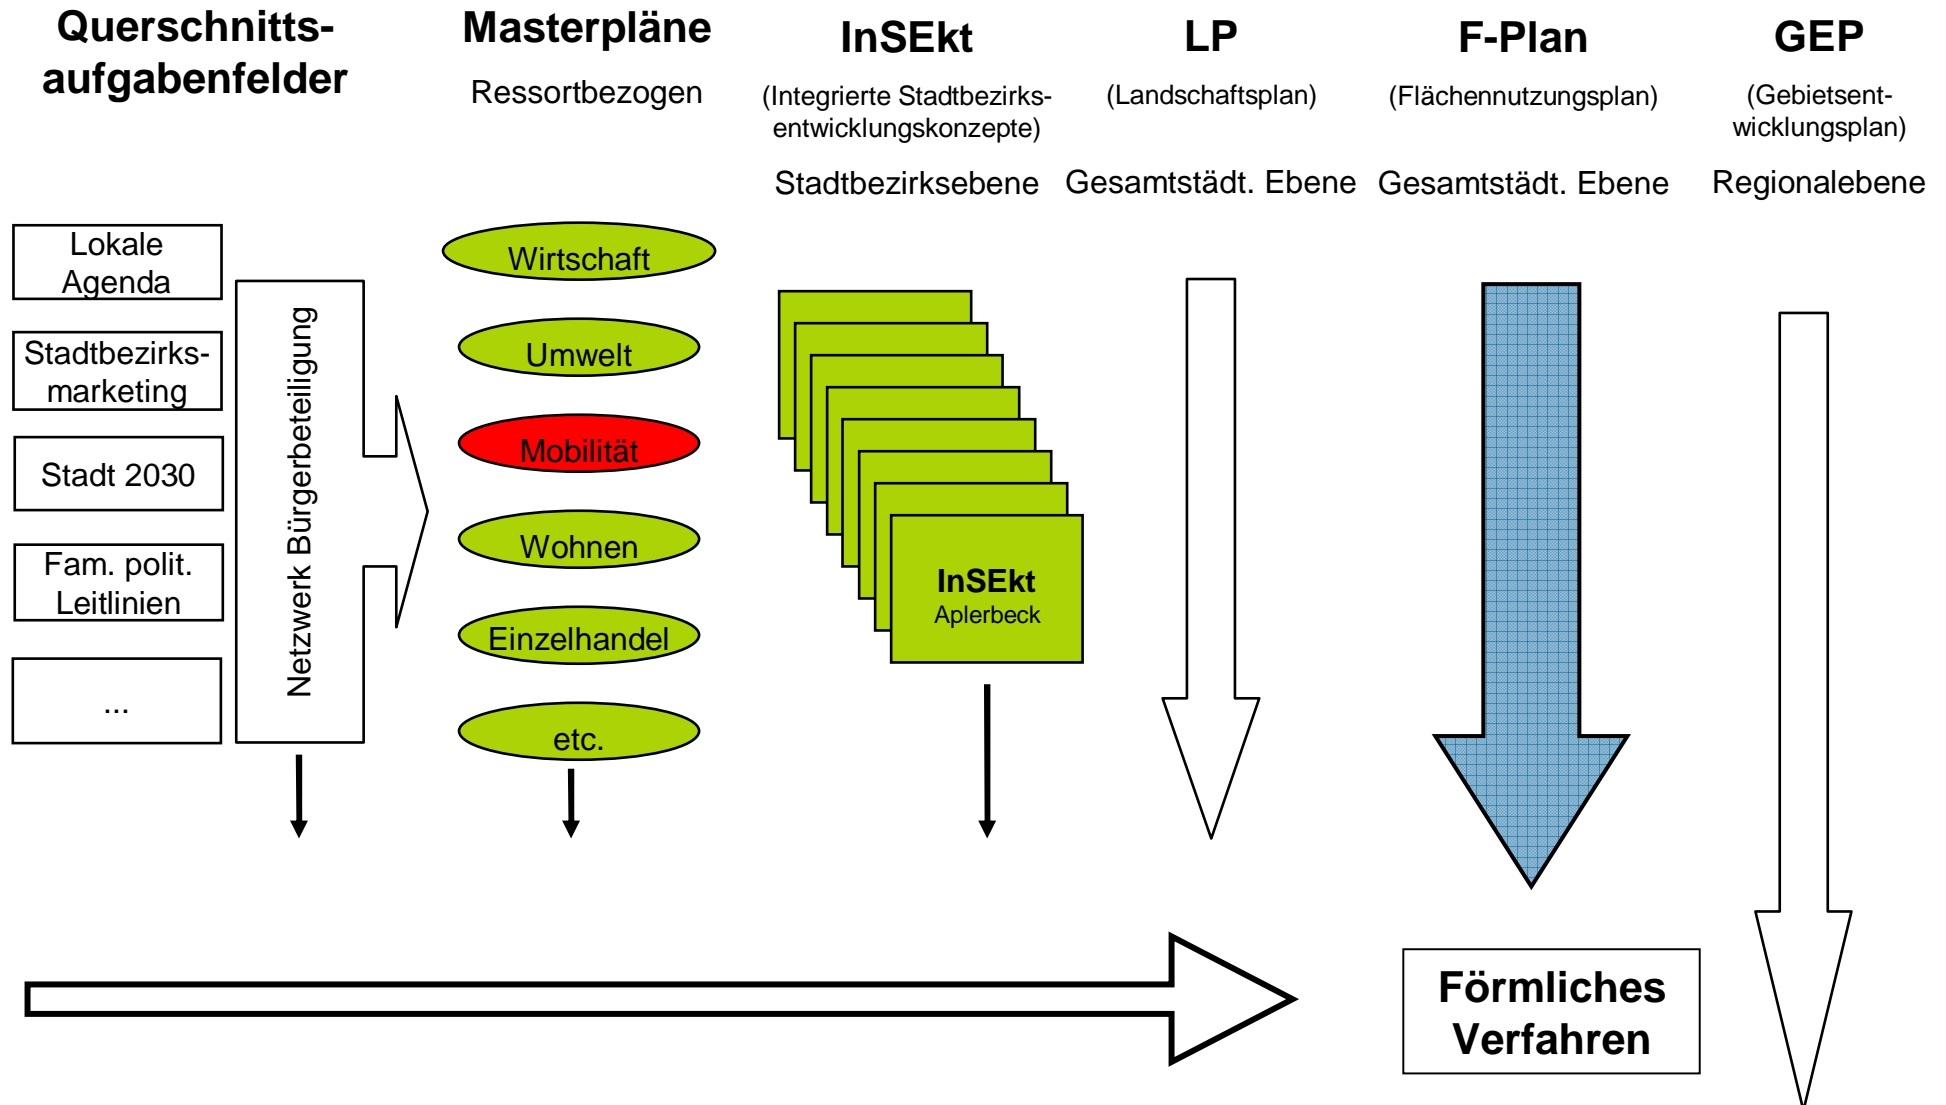 Querschnitts-
aufgabenfelder
Masterpläne
Ressortbezogen
InSEkt
(Integrierte Stadtbezirks-
entwicklungskonzepte)
Stadtbezirksebene
LP
(Landschaftsplan)
Gesamtstädt. Ebene
F-Plan
(Flächennutzungsplan)
Gesamtstädt. Ebene
GEP
(Gebietsent-
wicklungsplan)
Regionalebene
Lokale
Agenda
Stadtbezirks-
marketing
Stadt 2030
Fam. polit.
Leitlinien
...
Netzwerk Bürgerbeteiligung
Wirtschaft
Umwelt
Mobilität
Wohnen
Einzelhandel
etc.
InSEkt
Aplerbeck
Förmliches
Verfahren